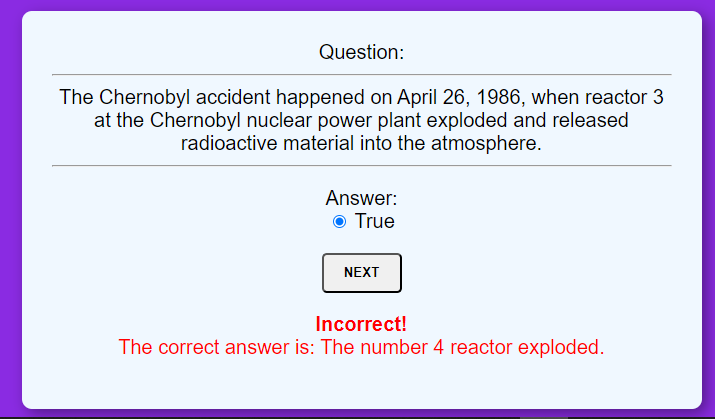 Question:
The Chernobyl accident happened on April 26, 1986, when reactor 3
at the Chernobyl nuclear power plant exploded and released
radioactive material into the atmosphere.
Answer:
True
NEXT
Incorrect!
The correct answer is: The number 4 reactor exploded.